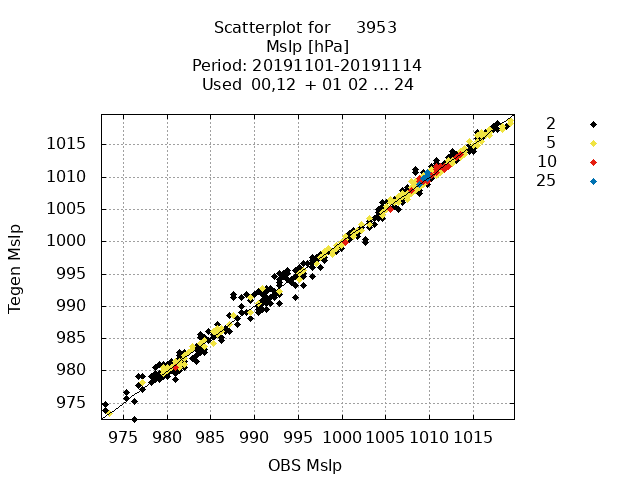 Scatterplot for 3953
Mslp [hPa]
Period: 20191101-20191114
Used 00,12 + 01 02 ... 24
2
5
10
25
Tegen Mslp
1015
1010
1005
1000
995
990
985
980
975
975 980 985 990 995 1000 1005 1010 1015
OBS Mslp